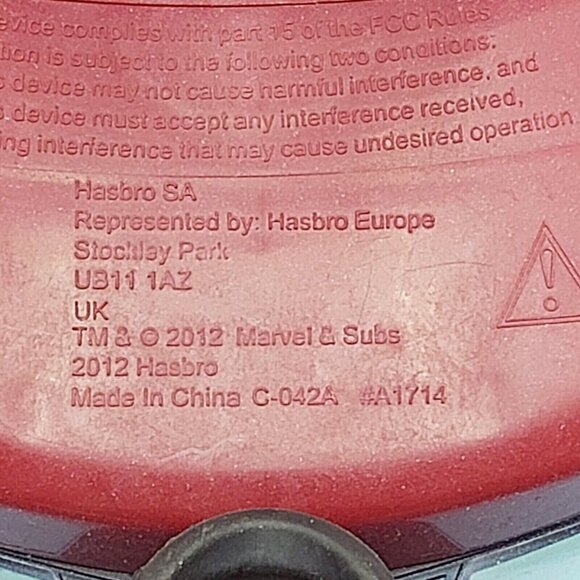 evice complies with part 15 of the FCC Rules
tion is subject to the following two conditions:
s device may not cause harmful interference, and
s device must accept any interference received,
ing interference that may cause undesired operation
Hasbro SA
Represented by: Hasbro Europe
Stockley Park
UB11 1AZ
UK
TM & © 2012 Marvel & Subs
2012 Hasbro
Made In China C-042A #A1714
!